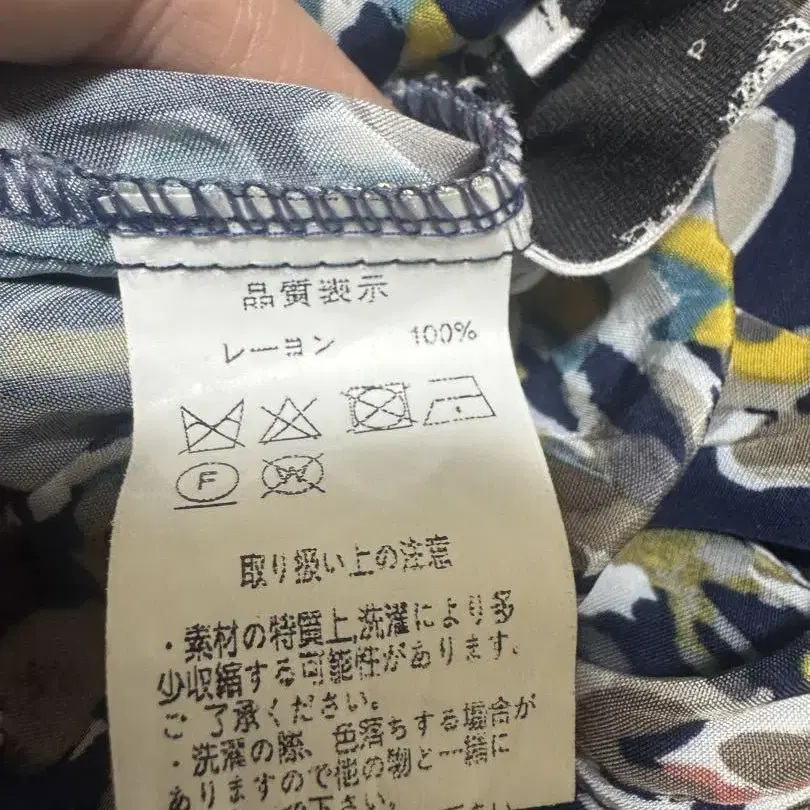 品質表示
レーヨン 100%
F W
取り扱い上の注意
・素材の特質上、洗濯により多
少収縮する可能性があります。
ご了承ください。
・洗濯の際、色落ちする場合が
ありますので他の物と一緒に
下さい。